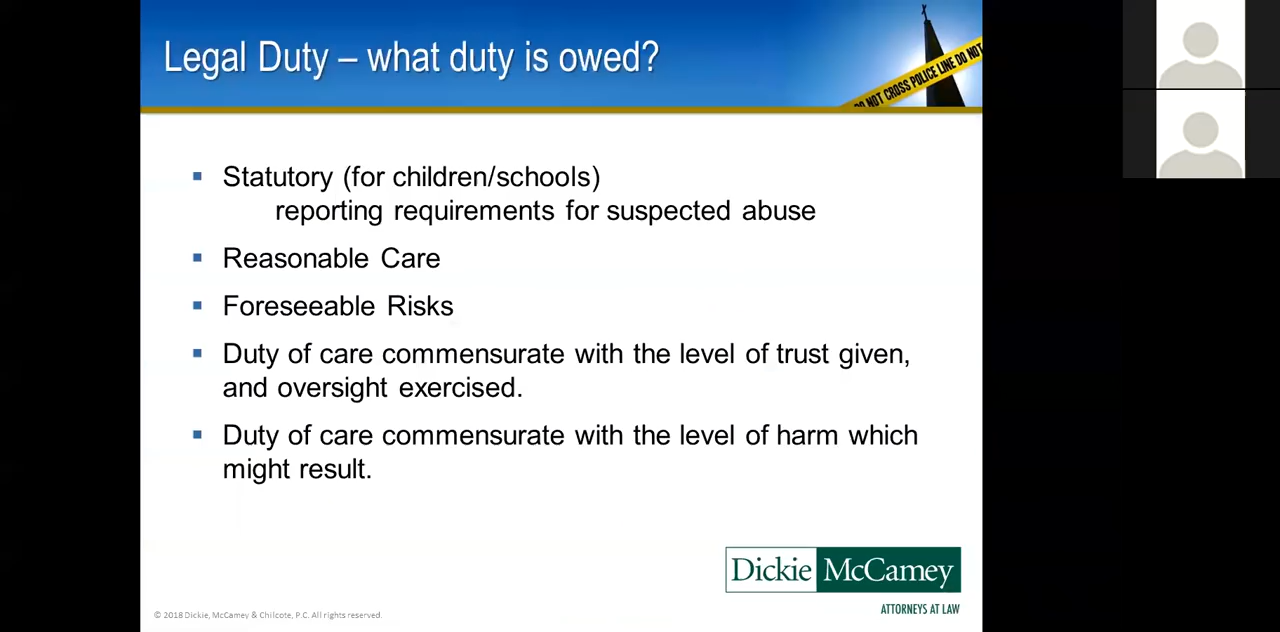 Legal Duty – what duty is owed?
DO NOT CROSS POLICE LINE DO NOT
▪ Statutory (for children/schools)
reporting requirements for suspected abuse
▪ Reasonable Care
▪ Foreseeable Risks
▪ Duty of care commensurate with the level of trust given,
and oversight exercised.
▪ Duty of care commensurate with the level of harm which
might result.
Dickie McCamey
ATTORNEYS AT LAW
© 2018 Dickie, McCamey & Chilcote, P.C. All rights reserved.